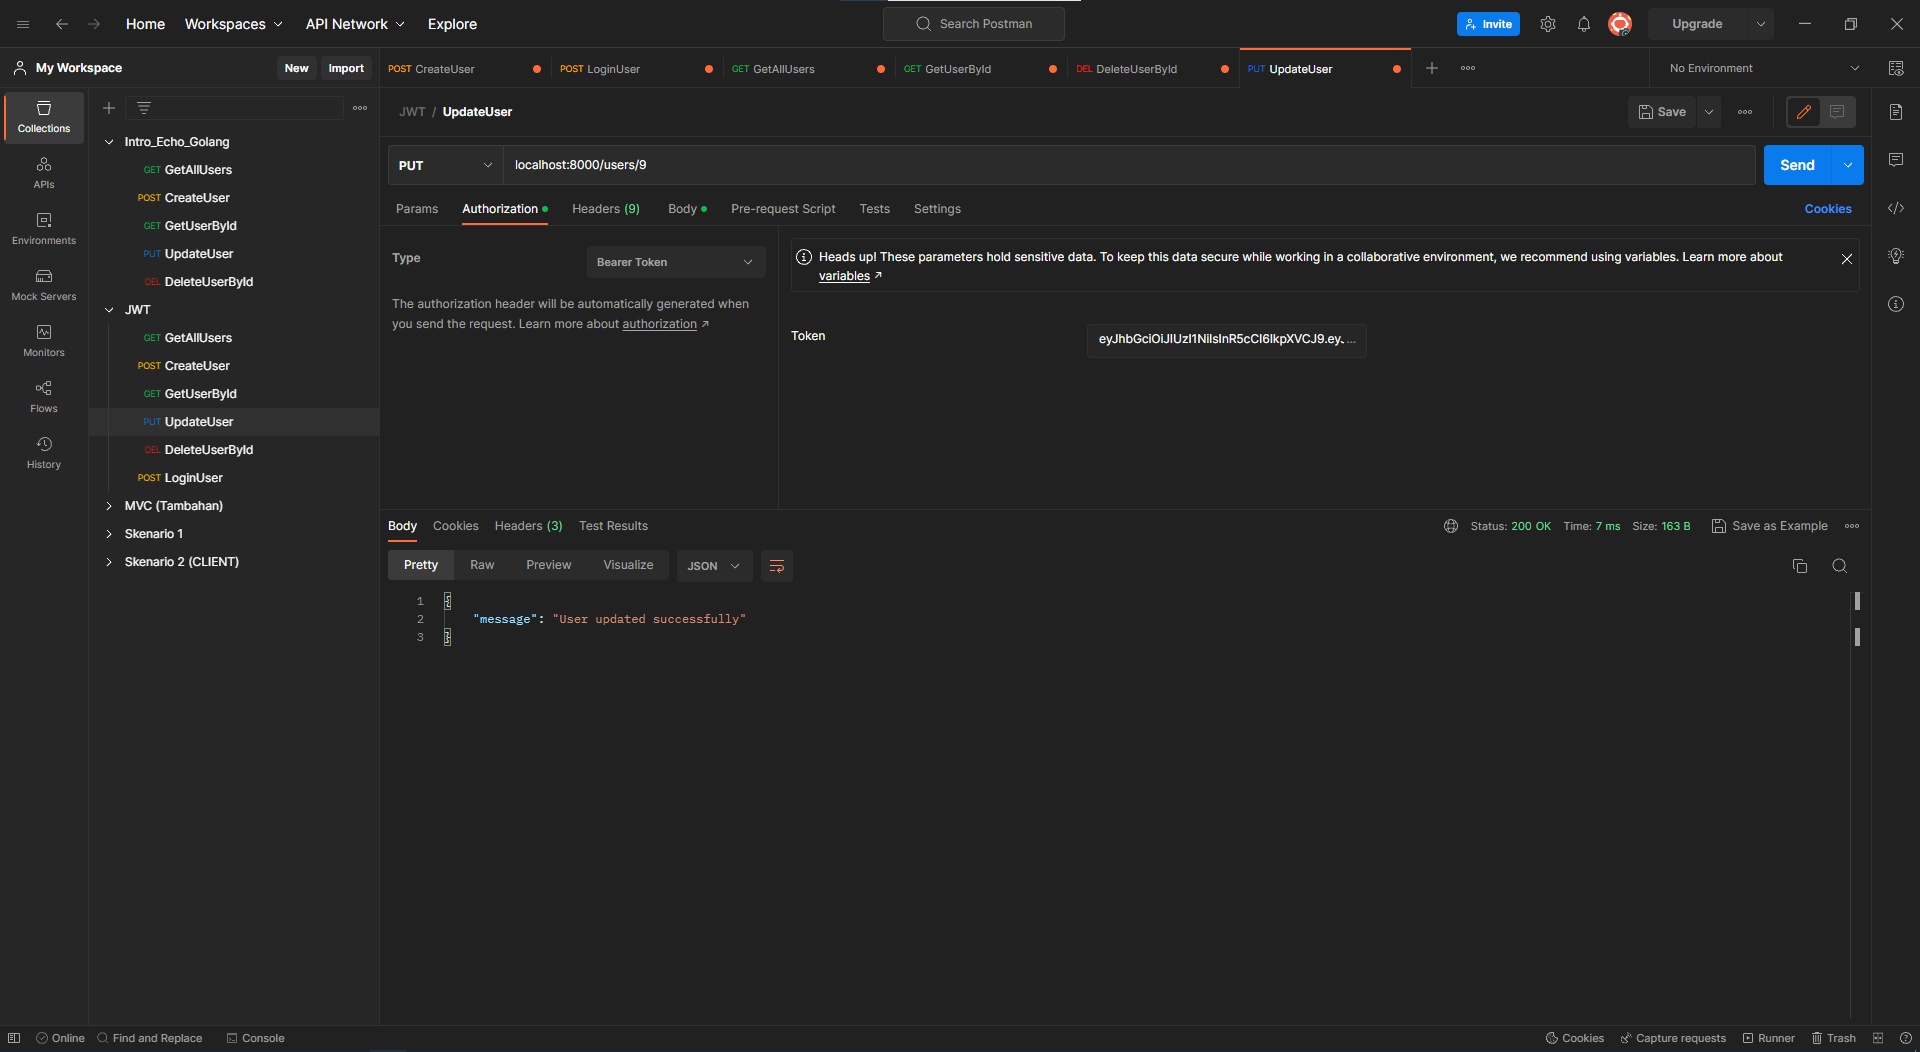 Home Workspaces API Network Explore Search Postman Invite Upgrade
My Workspace New Import
POST CreateUser POST LoginUser GET GetAllUsers GET GetUserById DEL DeleteUserById PUT UpdateUser No Environment
Collections
APIs
Environments
Mock Servers
Monitors
Flows
History
Intro_Echo_Golang
GET GetAllUsers
POST CreateUser
GET GetUserById
PUT UpdateUser
DEL DeleteUserById
JWT
GET GetAllUsers
POST CreateUser
GET GetUserById
PUT UpdateUser
DEL DeleteUserById
POST LoginUser
MVC (Tambahan)
Skenario 1
Skenario 2 (CLIENT)
JWT / UpdateUser Save
PUT localhost:8000/users/9 Send
Params Authorization Headers (9) Body Pre-request Script Tests Settings Cookies
Type Bearer Token
The authorization header will be automatically generated when
you send the request. Learn more about authorization ↗
Heads up! These parameters hold sensitive data. To keep this data secure while working in a collaborative environment, we recommend using variables. Learn more about
variables ↗
Token eyJhbGciOiJIUzI1NiIsInR5cCI6IkpXVCJ9.ey. ...
Body Cookies Headers (3) Test Results Status: 200 OK Time: 7 ms Size: 163 B Save as Example
Pretty Raw Preview Visualize JSON
1 {
2 "message": "User updated successfully"
3 }
Online Find and Replace Console Cookies Capture requests Runner Trash